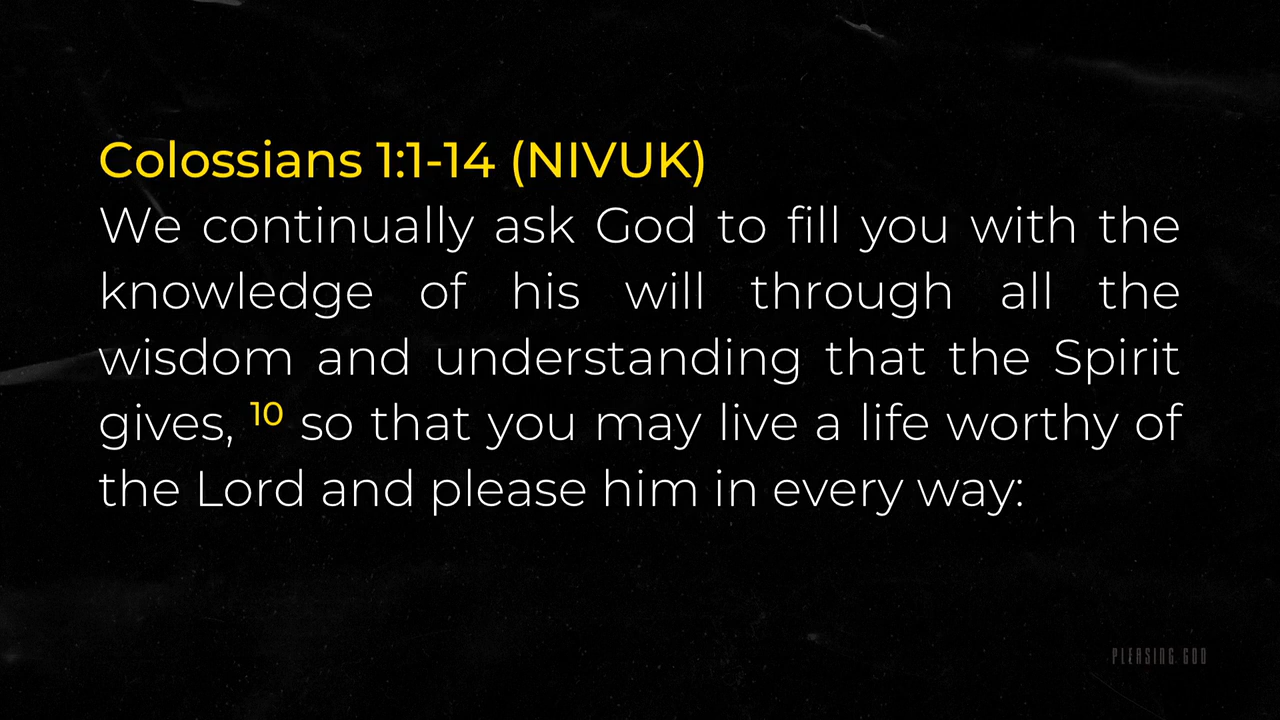 Colossians 1:1-14 (NIVUK)
We continually ask God to fill you with the
knowledge of his will through all the
wisdom and understanding that the Spirit
gives, ¹⁰ so that you may live a life worthy of
the Lord and please him in every way:
PLEASING GOD